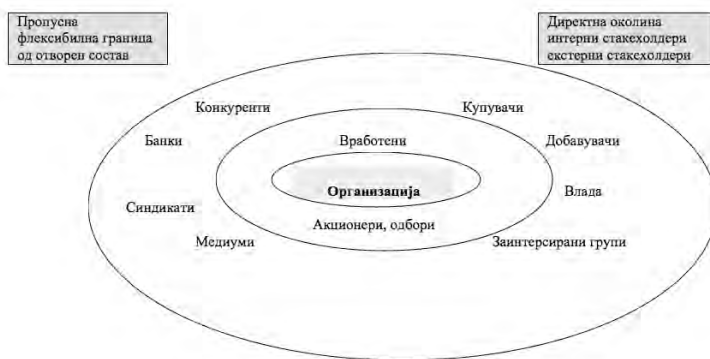 Пропусна
флексибилна граница
од отворен состав
Директна околина
интерни стакехолдери
екстерни стакехолдери
Конкуренти
Купувачи
Банки
Вработени
Добавувачи
Организација
Влада
Синдикати
Акционери, одбори
Медиуми
Заинтерсирани групи